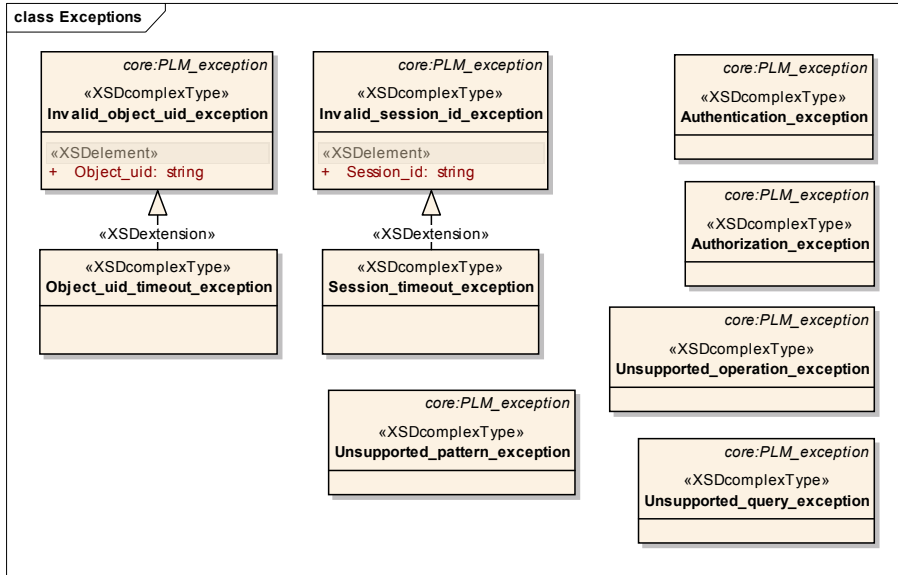 class Exceptions
core:PLM_exception
«XSDcomplexType»
Invalid_object_uid_exception
«XSDelement»
+ Object_uid: string
«XSDextension»
«XSDcomplexType»
Object_uid_timeout_exception
core:PLM_exception
«XSDcomplexType»
Invalid_session_id_exception
«XSDelement»
+ Session_id: string
«XSDextension»
«XSDcomplexType»
Session_timeout_exception
core:PLM_exception
«XSDcomplexType»
Unsupported_pattern_exception
core:PLM_exception
«XSDcomplexType»
Authentication_exception
core:PLM_exception
«XSDcomplexType»
Authorization_exception
core:PLM_exception
«XSDcomplexType»
Unsupported_operation_exception
core:PLM_exception
«XSDcomplexType»
Unsupported_query_exception